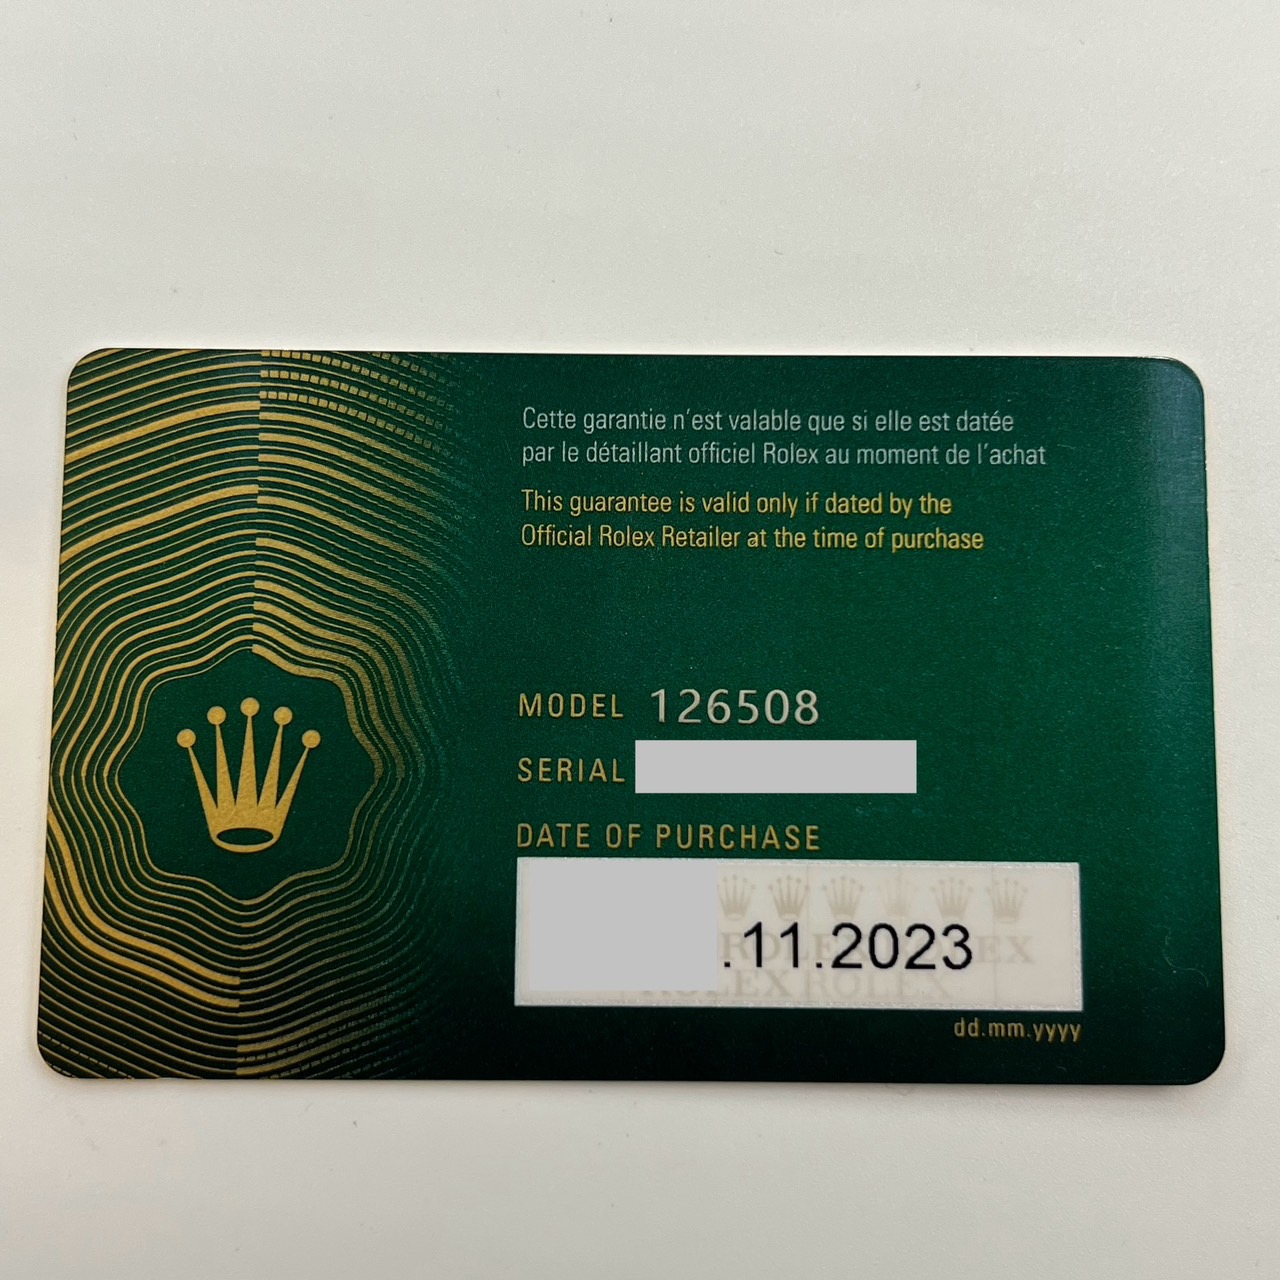 Cette garantie n'est valable que si elle est datée
par le détaillant officiel Rolex au moment de l'achat
This guarantee is valid only if dated by the
Official Rolex Retailer at the time of purchase
MODEL 126508
SERIAL
DATE OF PURCHASE
.11.2023
ROLEX ROLEX
dd.mm.yyyy